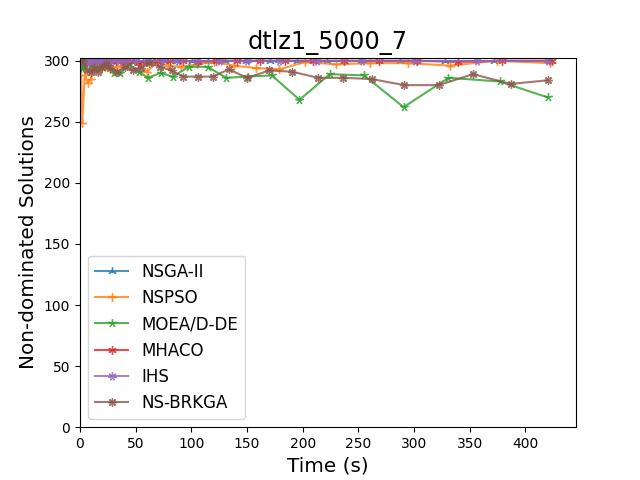 dtlz1_5000_7
Non-dominated Solutions
300
250
200
150
100
50
0
NSGA-II
NSPSO
MOEA/D-DE
MHACO
IHS
NS-BRKGA
0 50 100 150 200 250 300 350 400
Time (s)